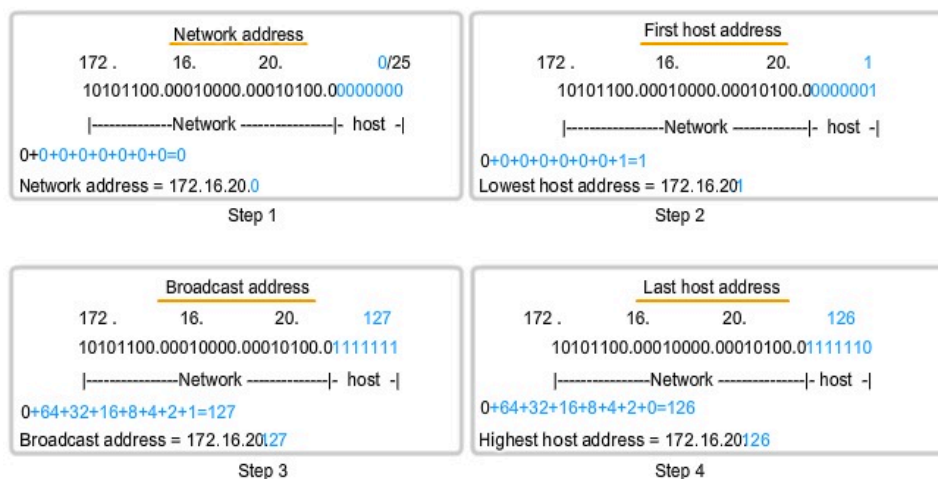 Network address
172 . 16. 20. 0/25
10101100.00010000.00010100.00000000
|--------------Network ---------------|- host -|
0+0+0+0+0+0+0+0=0
Network address = 172.16.20.0
Step 1
First host address
172 . 16. 20. 1
10101100.00010000.00010100.00000001
|----------------Network ------------|- host -|
0+0+0+0+0+0+0+1=1
Lowest host address = 172.16.201
Step 2
Broadcast address
172 . 16. 20. 127
10101100.00010000.00010100.01111111
|---------------Network -------------|- host -|
0+64+32+16+8+4+2+1=127
Broadcast address = 172.16.20.127
Step 3
Last host address
172 . 16. 20. 126
10101100.00010000.00010100.01111110
|---------------Network ---------------|- host -|
0+64+32+16+8+4+2+0=126
Highest host address = 172.16.20.126
Step 4